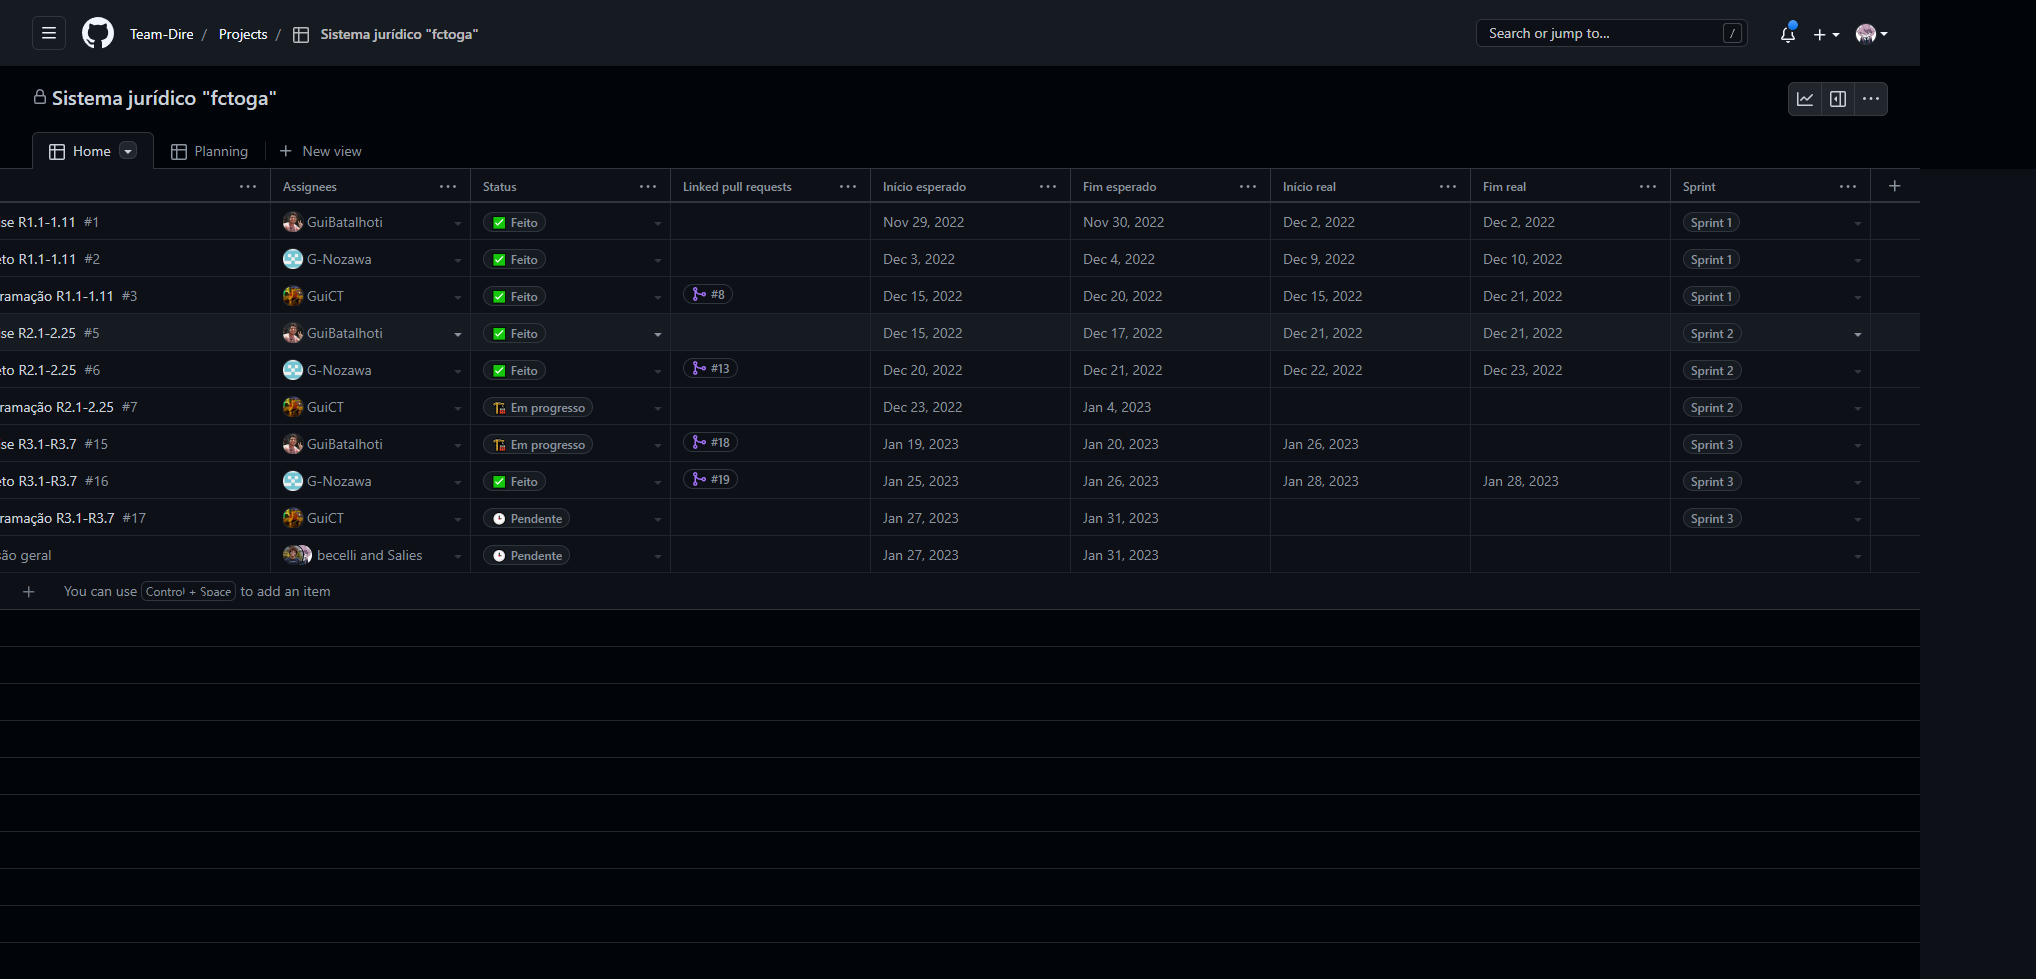 Team-Dire / Projects / Sistema jurídico "fctoga" Search or jump to... /
Sistema jurídico "fctoga"
Home Planning New view
Assignees Status Linked pull requests Início esperado Fim esperado Início real Fim real Sprint
se R1.1-1.11 #1 GuiBatalhoti Feito Nov 29, 2022 Nov 30, 2022 Dec 2, 2022 Dec 2, 2022 Sprint 1
eto R1.1-1.11 #2 G-Nozawa Feito Dec 3, 2022 Dec 4, 2022 Dec 9, 2022 Dec 10, 2022 Sprint 1
ramação R1.1-1.11 #3 GuiCT Feito #8 Dec 15, 2022 Dec 20, 2022 Dec 15, 2022 Dec 21, 2022 Sprint 1
se R2.1-2.25 #5 GuiBatalhoti Feito Dec 15, 2022 Dec 17, 2022 Dec 21, 2022 Dec 21, 2022 Sprint 2
eto R2.1-2.25 #6 G-Nozawa Feito #13 Dec 20, 2022 Dec 21, 2022 Dec 22, 2022 Dec 23, 2022 Sprint 2
ramação R2.1-2.25 #7 GuiCT Em progresso Dec 23, 2022 Jan 4, 2023 Sprint 2
se R3.1-R3.7 #15 GuiBatalhoti Em progresso #18 Jan 19, 2023 Jan 20, 2023 Jan 26, 2023 Sprint 3
eto R3.1-R3.7 #16 G-Nozawa Feito #19 Jan 25, 2023 Jan 26, 2023 Jan 28, 2023 Jan 28, 2023 Sprint 3
ramação R3.1-R3.7 #17 GuiCT Pendente Jan 27, 2023 Jan 31, 2023 Sprint 3
são geral becelli and Salies Pendente Jan 27, 2023 Jan 31, 2023
+ You can use Control + Space to add an item